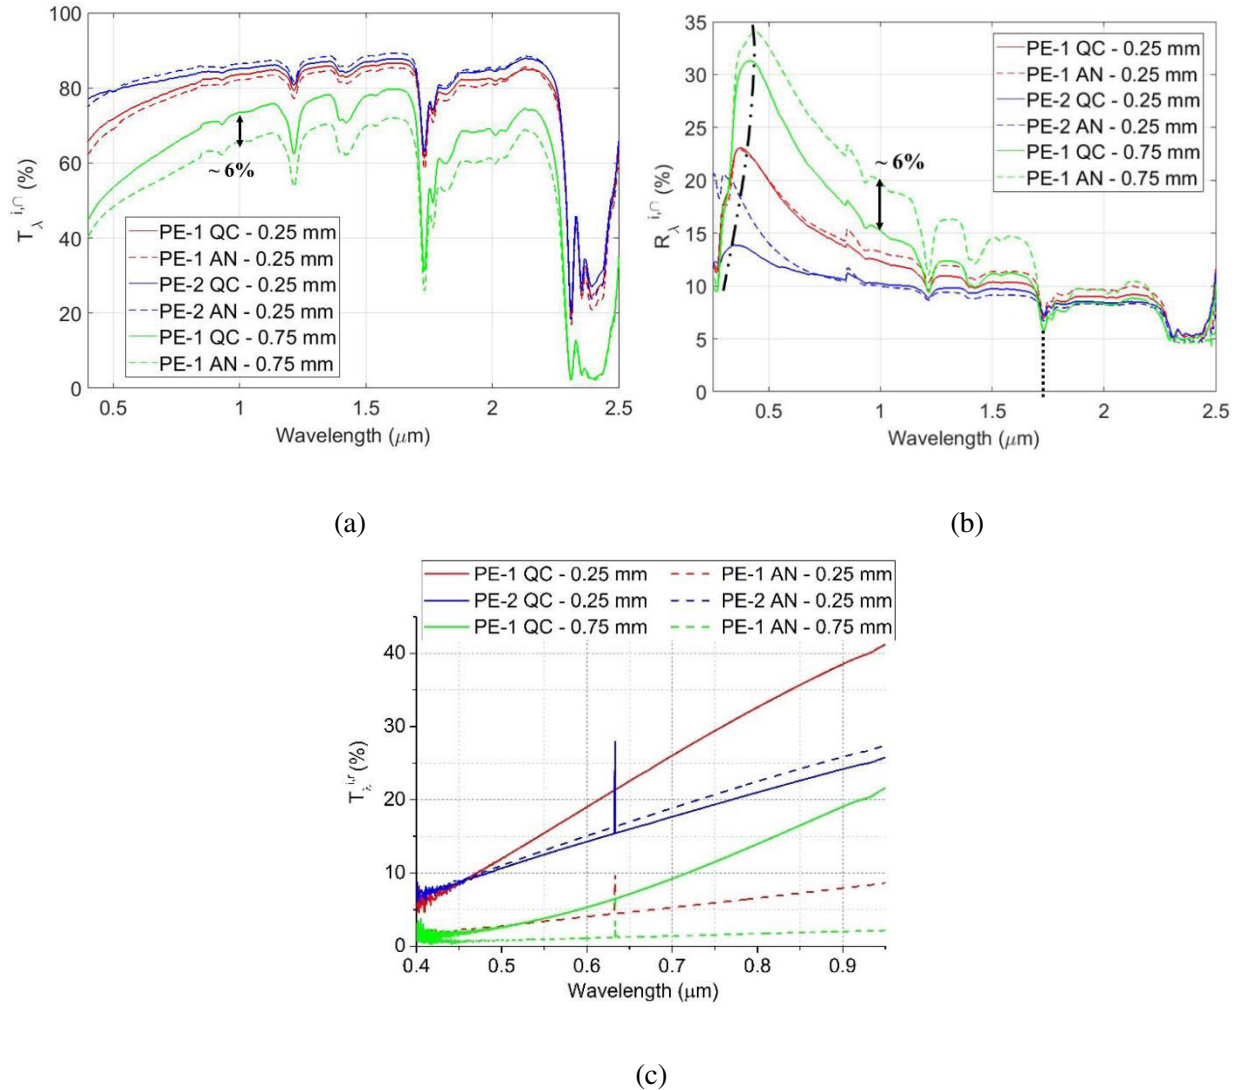 100
80
60
40
20
0
T_λ^{i,∩} (%)
~ 6%
PE-1 QC - 0.25 mm
PE-1 AN - 0.25 mm
PE-2 QC - 0.25 mm
PE-2 AN - 0.25 mm
PE-1 QC - 0.75 mm
PE-1 AN - 0.75 mm
0.5 1 1.5 2 2.5
Wavelength (μm)
(a)
35
30
25
20
15
10
5
0
R_λ^{i,∩} (%)
PE-1 QC - 0.25 mm
PE-1 AN - 0.25 mm
PE-2 QC - 0.25 mm
PE-2 AN - 0.25 mm
PE-1 QC - 0.75 mm
PE-1 AN - 0.75 mm
~ 6%
0.5 1 1.5 2 2.5
Wavelength (μm)
(b)
PE-1 QC - 0.25 mm PE-1 AN - 0.25 mm
PE-2 QC - 0.25 mm PE-2 AN - 0.25 mm
PE-1 QC - 0.75 mm PE-1 AN - 0.75 mm
40
30
20
10
0
T_λ^{i,r} (%)
0.4 0.5 0.6 0.7 0.8 0.9
Wavelength (μm)
(c)